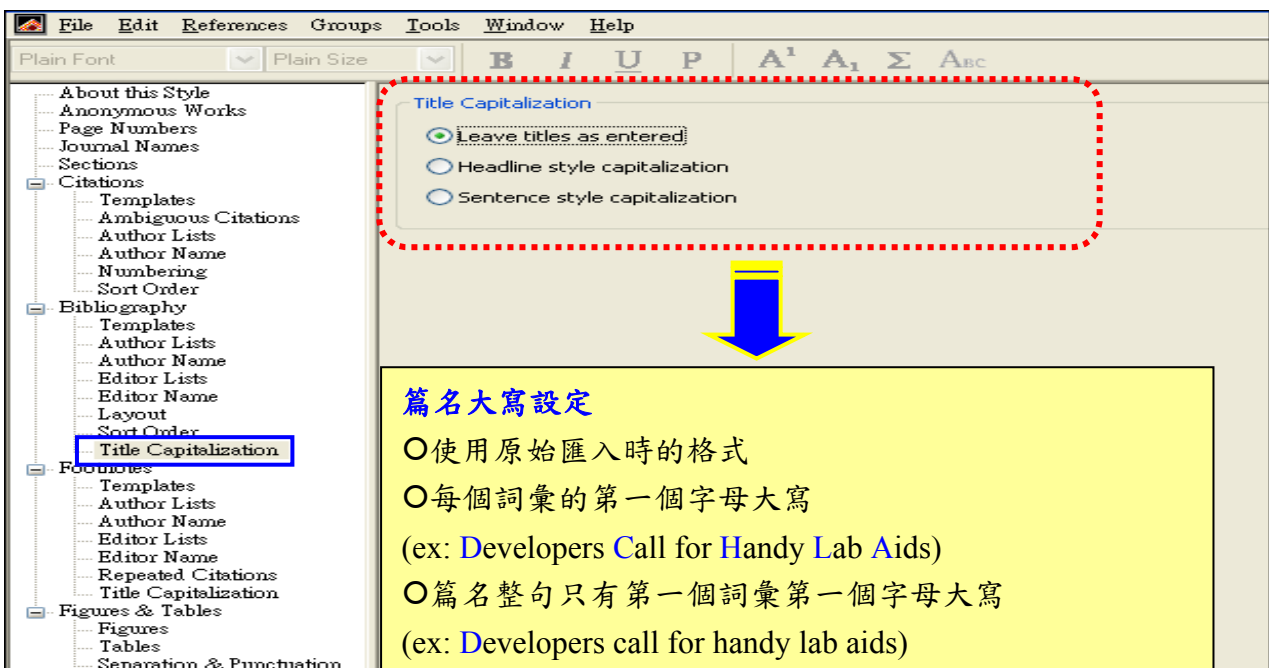 File Edit References Groups Tools Window Help
Plain Font Plain Size B I U P A¹ A₁ Σ ABC
About this Style
Anonymous Works
Page Numbers
Journal Names
Sections
Citations
Templates
Ambiguous Citations
Author Lists
Author Name
Numbering
Sort Order
Bibliography
Templates
Author Lists
Author Name
Editor Lists
Editor Name
Layout
Sort Order
Title Capitalization
Footnotes
Templates
Author Lists
Author Name
Editor Lists
Editor Name
Repeated Citations
Title Capitalization
Figures & Tables
Figures
Tables
Separation & Punctuation
Title Capitalization
Leave titles as entered
Headline style capitalization
Sentence style capitalization
篇名大寫設定
使用原始匯入時的格式
每個詞彙的第一個字母大寫
(ex: Developers Call for Handy Lab Aids)
篇名整句只有第一個詞彙第一個字母大寫
(ex: Developers call for handy lab aids)